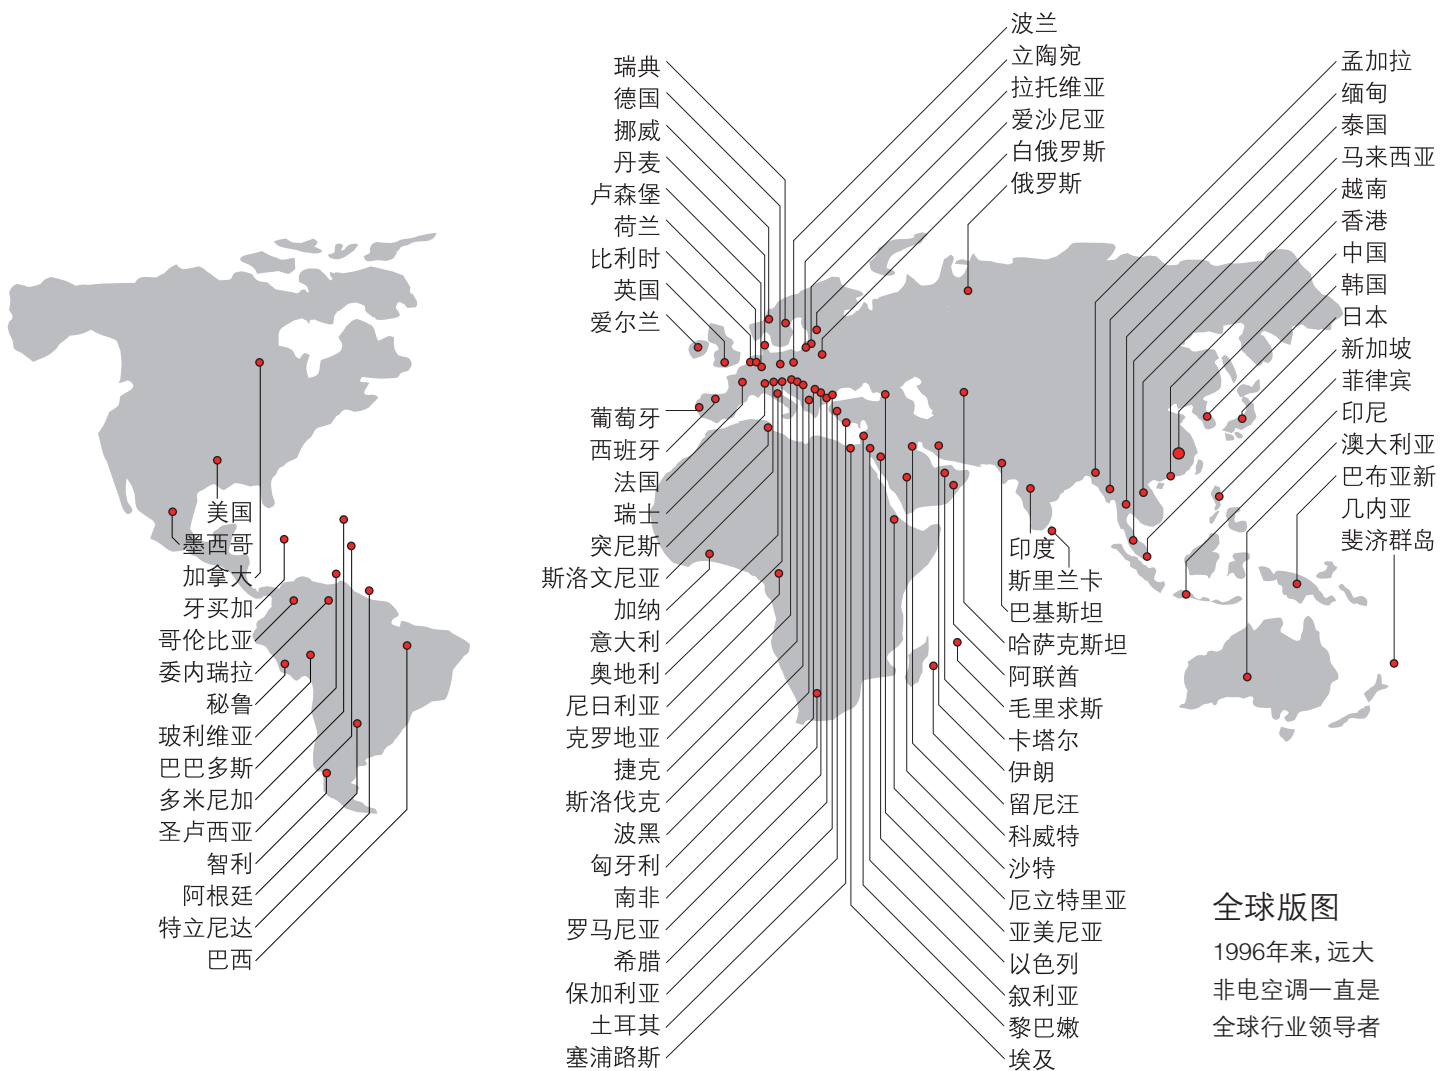 美国
墨西哥
加拿大
牙买加
哥伦比亚
委内瑞拉
秘鲁
玻利维亚
巴巴多斯
多米尼加
圣卢西亚
智利
阿根廷
特立尼达
巴西
瑞典
德国
挪威
丹麦
卢森堡
荷兰
比利时
英国
爱尔兰
葡萄牙
西班牙
法国
瑞士
突尼斯
斯洛文尼亚
加纳
意大利
奥地利
尼日利亚
克罗地亚
捷克
斯洛伐克
波黑
匈牙利
南非
罗马尼亚
希腊
保加利亚
土耳其
塞浦路斯
波兰
立陶宛
拉托维亚
爱沙尼亚
白俄罗斯
俄罗斯
印度
斯里兰卡
巴基斯坦
哈萨克斯坦
阿联酋
毛里求斯
卡塔尔
伊朗
留尼汪
科威特
沙特
厄立特里亚
亚美尼亚
以色列
叙利亚
黎巴嫩
埃及
孟加拉
缅甸
泰国
马来西亚
越南
香港
中国
韩国
日本
新加坡
菲律宾
印尼
澳大利亚
巴布亚新
几内亚
斐济群岛
全球版图
1996年来，远大
非电空调一直是
全球行业领导者